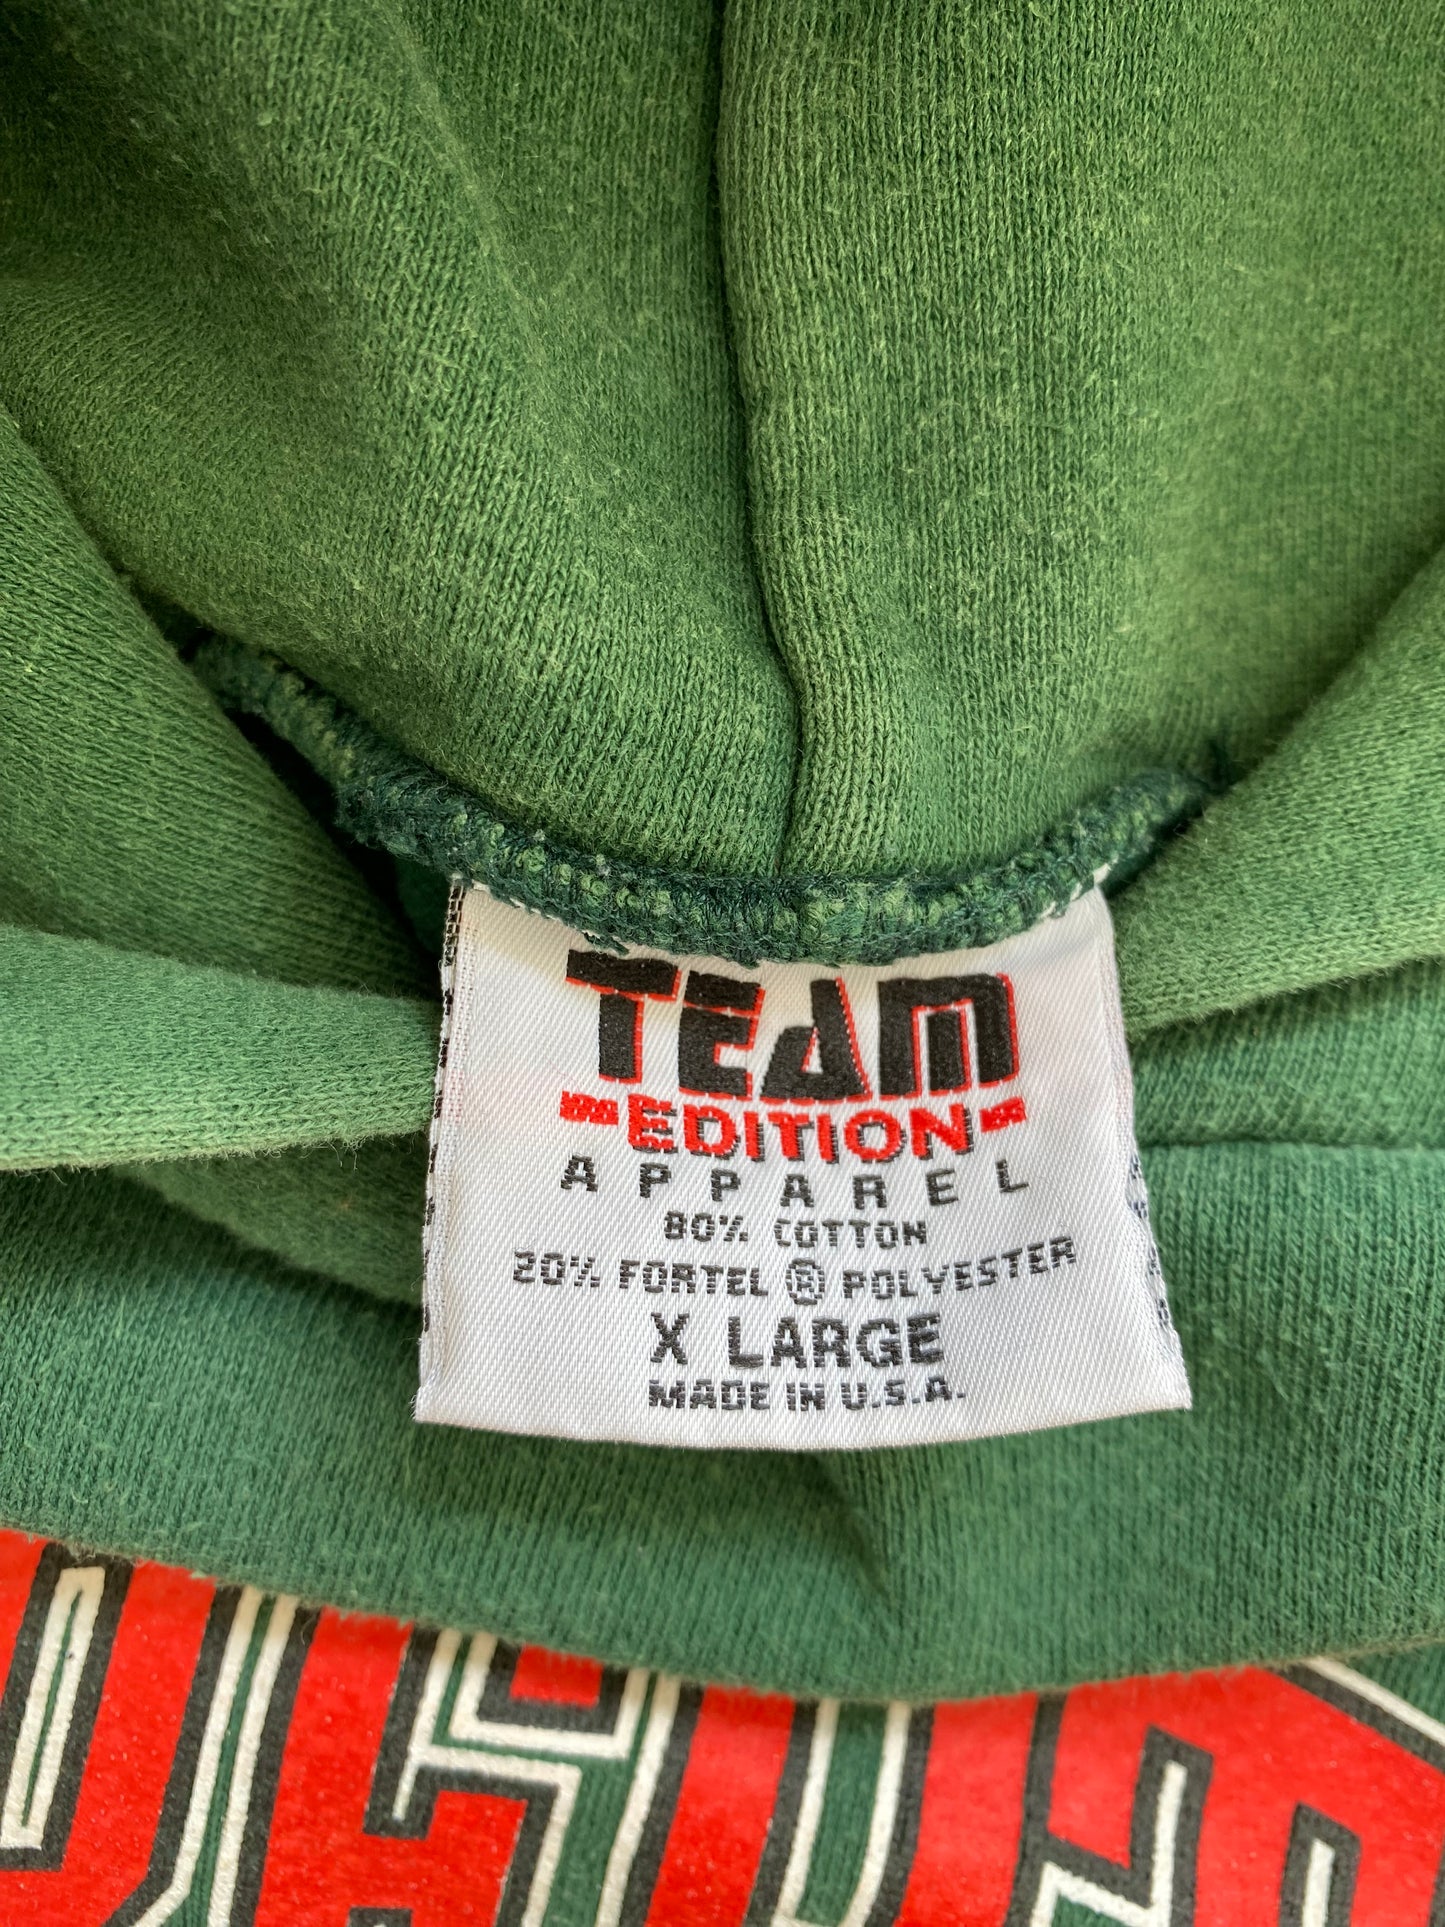 TEAM
-EDITION-
APPAREL
80% COTTON
20% FORTEL ® POLYESTER
X LARGE
MADE IN U.S.A.